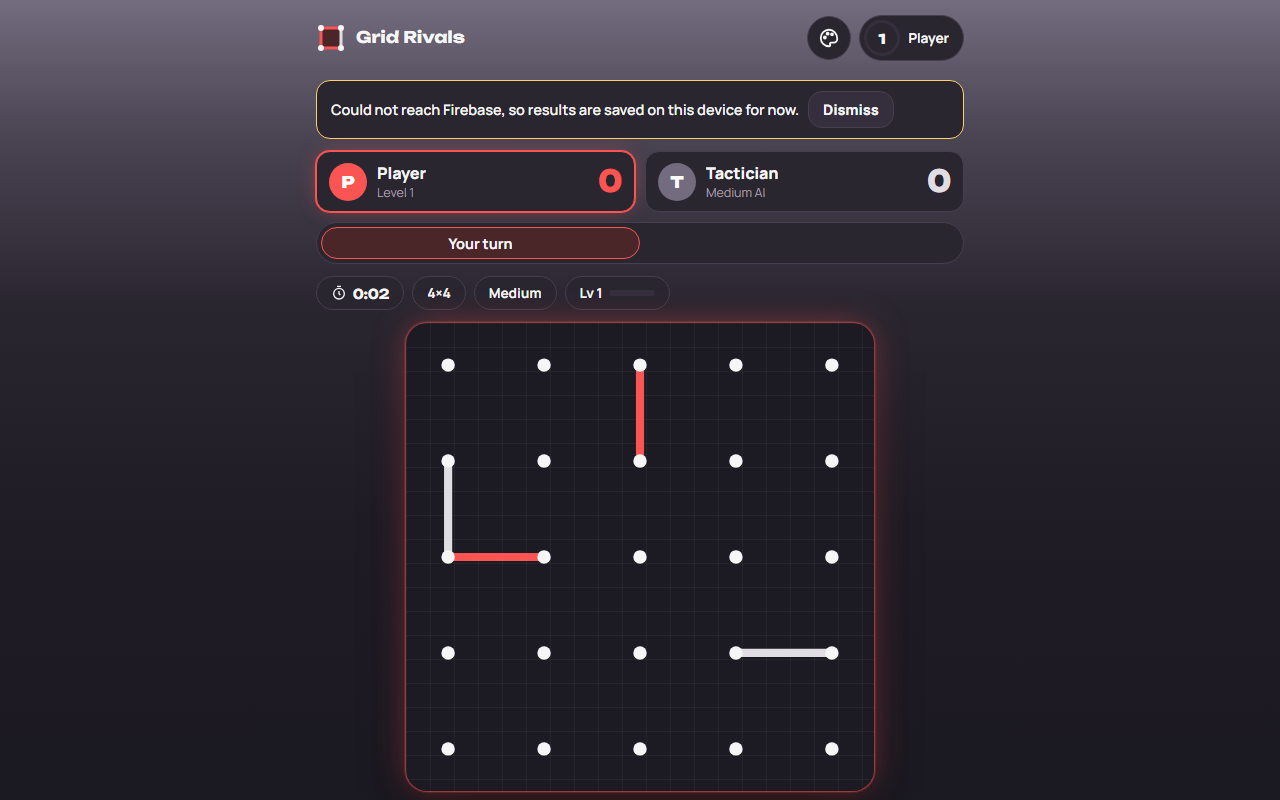 Grid Rivals
1 Player
Could not reach Firebase, so results are saved on this device for now. Dismiss
P Player 0
Level 1
T Tactician 0
Medium AI
Your turn
0:02 4×4 Medium Lv 1